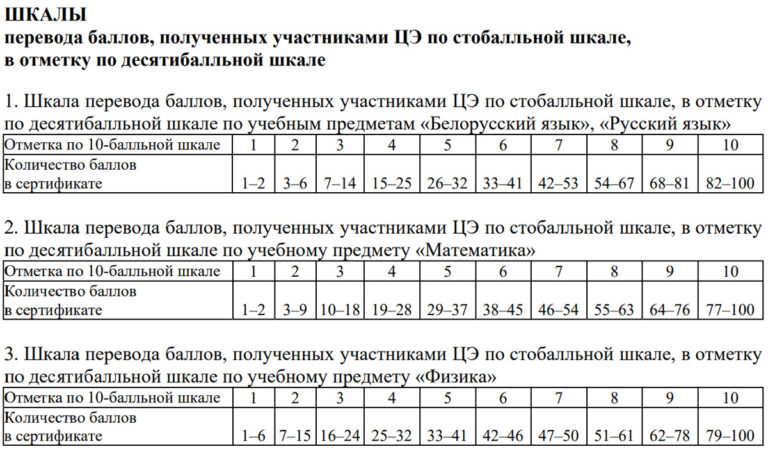 ШКАЛЫ
перевода баллов, полученных участниками ЦЭ по стобалльной шкале,
в отметку по десятибалльной шкале
1. Шкала перевода баллов, полученных участниками ЦЭ по стобалльной шкале, в отметку
по десятибалльной шкале по учебным предметам «Белорусский язык», «Русский язык»
Отметка по 10-балльной шкале 1 2 3 4 5 6 7 8 9 10
Количество баллов
в сертификате 1–2 3–6 7–14 15–25 26–32 33–41 42–53 54–67 68–81 82–100
2. Шкала перевода баллов, полученных участниками ЦЭ по стобалльной шкале, в отметку
по десятибалльной шкале по учебному предмету «Математика»
Отметка по 10-балльной шкале 1 2 3 4 5 6 7 8 9 10
Количество баллов
в сертификате 1–2 3–9 10–18 19–28 29–37 38–45 46–54 55–63 64–76 77–100
3. Шкала перевода баллов, полученных участниками ЦЭ по стобалльной шкале, в отметку
по десятибалльной шкале по учебному предмету «Физика»
Отметка по 10-балльной шкале 1 2 3 4 5 6 7 8 9 10
Количество баллов
в сертификате 1–6 7–15 16–24 25–32 33–41 42–46 47–50 51–61 62–78 79–100